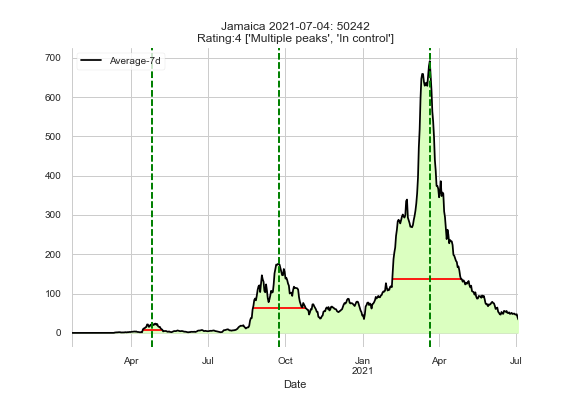 Jamaica 2021-07-04: 50242
Rating:4 ['Multiple peaks', 'In control']
Average-7d
700
600
500
400
300
200
100
0
Apr
Jul
Oct
Jan
2021
Apr
Jul
Date